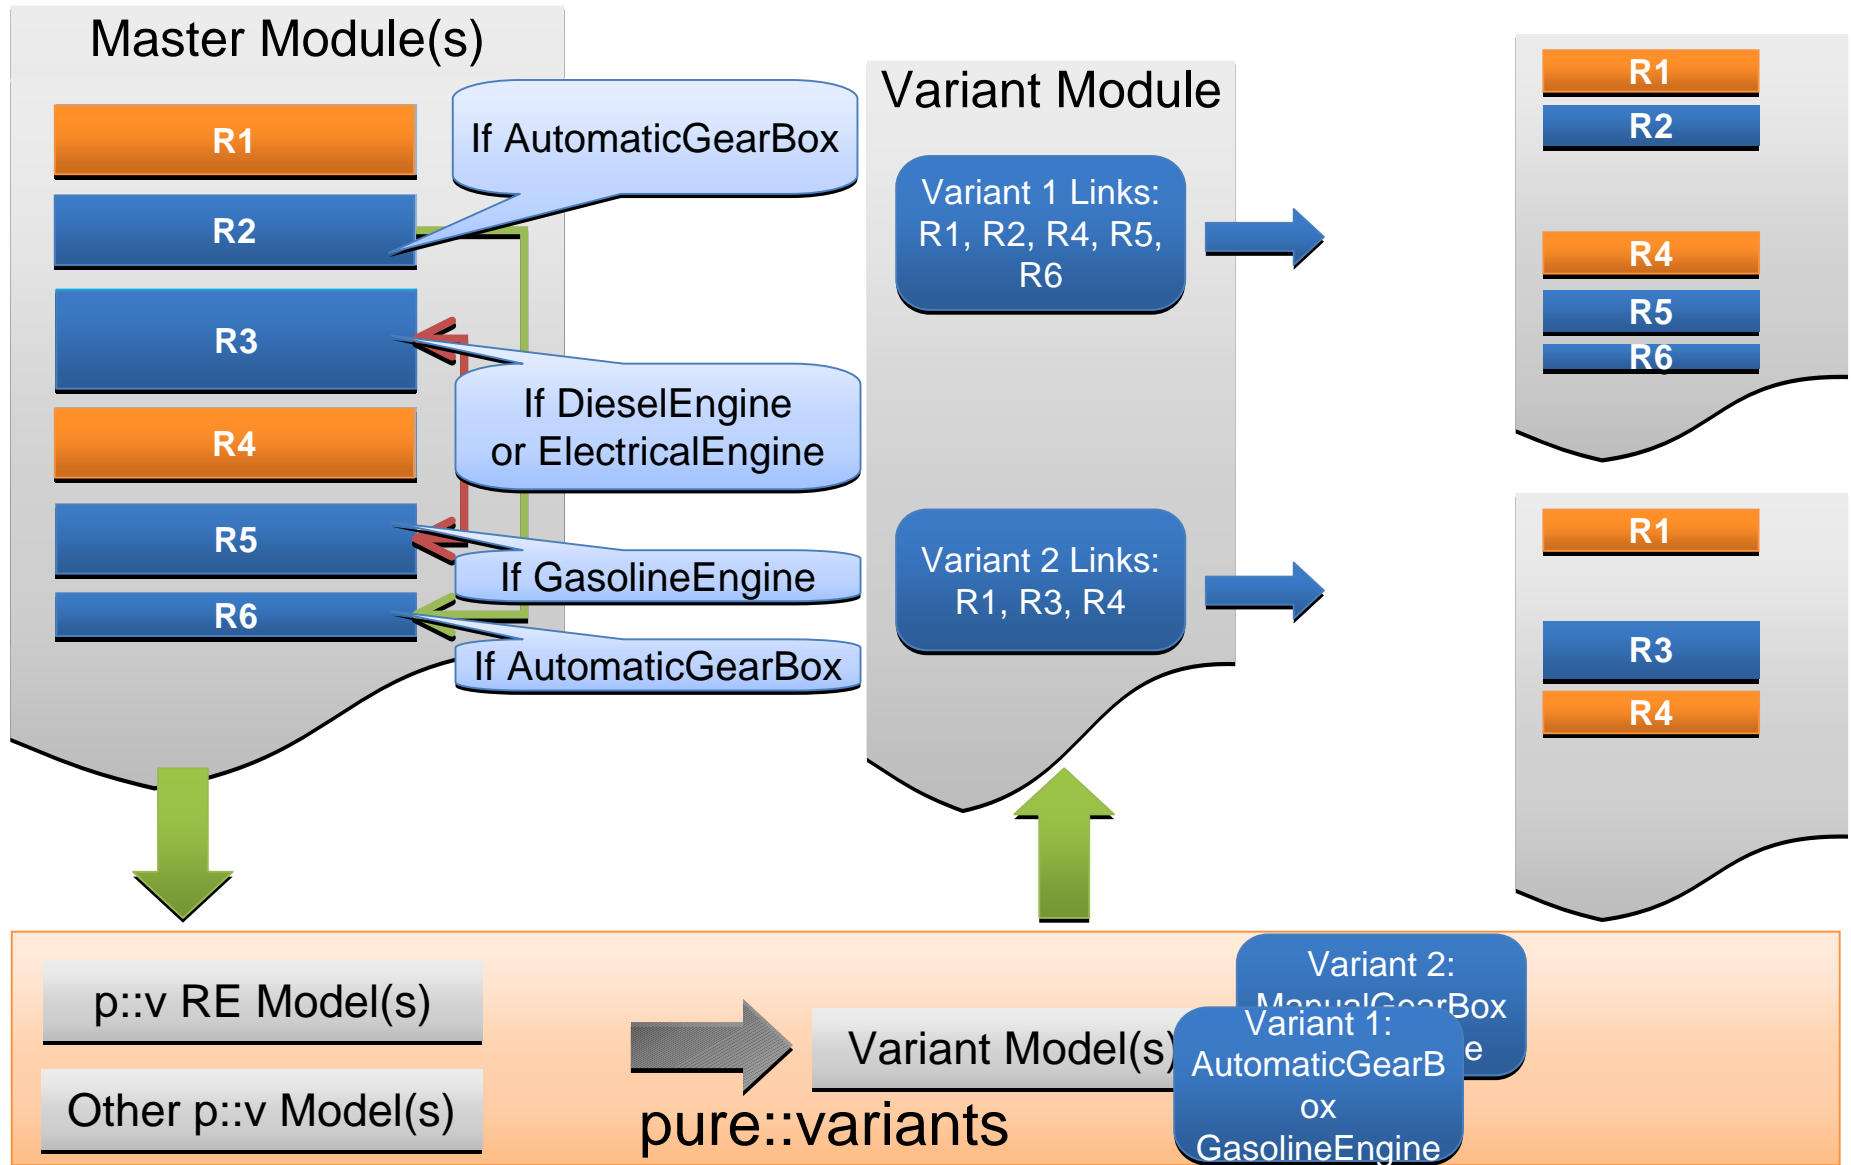 Master Module(s)
R1
R2
R3
R4
R5
R6
If AutomaticGearBox
If DieselEngine
or ElectricalEngine
If GasolineEngine
If AutomaticGearBox
Variant Module
Variant 1 Links:
R1, R2, R4, R5,
R6
Variant 2 Links:
R1, R3, R4
R1
R2
R4
R5
R6
R1
R3
R4
p::v RE Model(s)
Other p::v Model(s)
pure::variants
Variant Model(s)
Variant 2:
ManualGearBox
Variant 1:
AutomaticGearB
ox
GasolineEngine